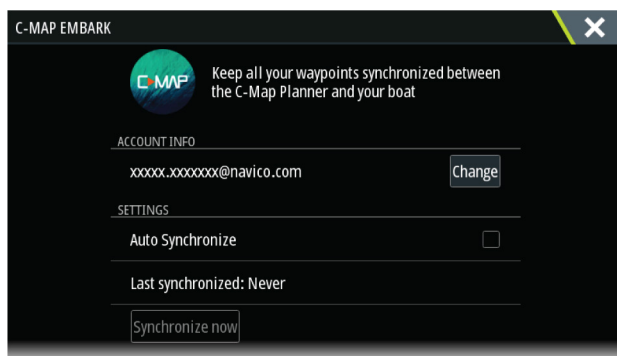 C-MAP EMBARK
C-MAP
Keep all your waypoints synchronized between
the C-Map Planner and your boat
ACCOUNT INFO
xxxxx.xxxxxxx@navico.com
Change
SETTINGS
Auto Synchronize
Last synchronized: Never
Synchronize now